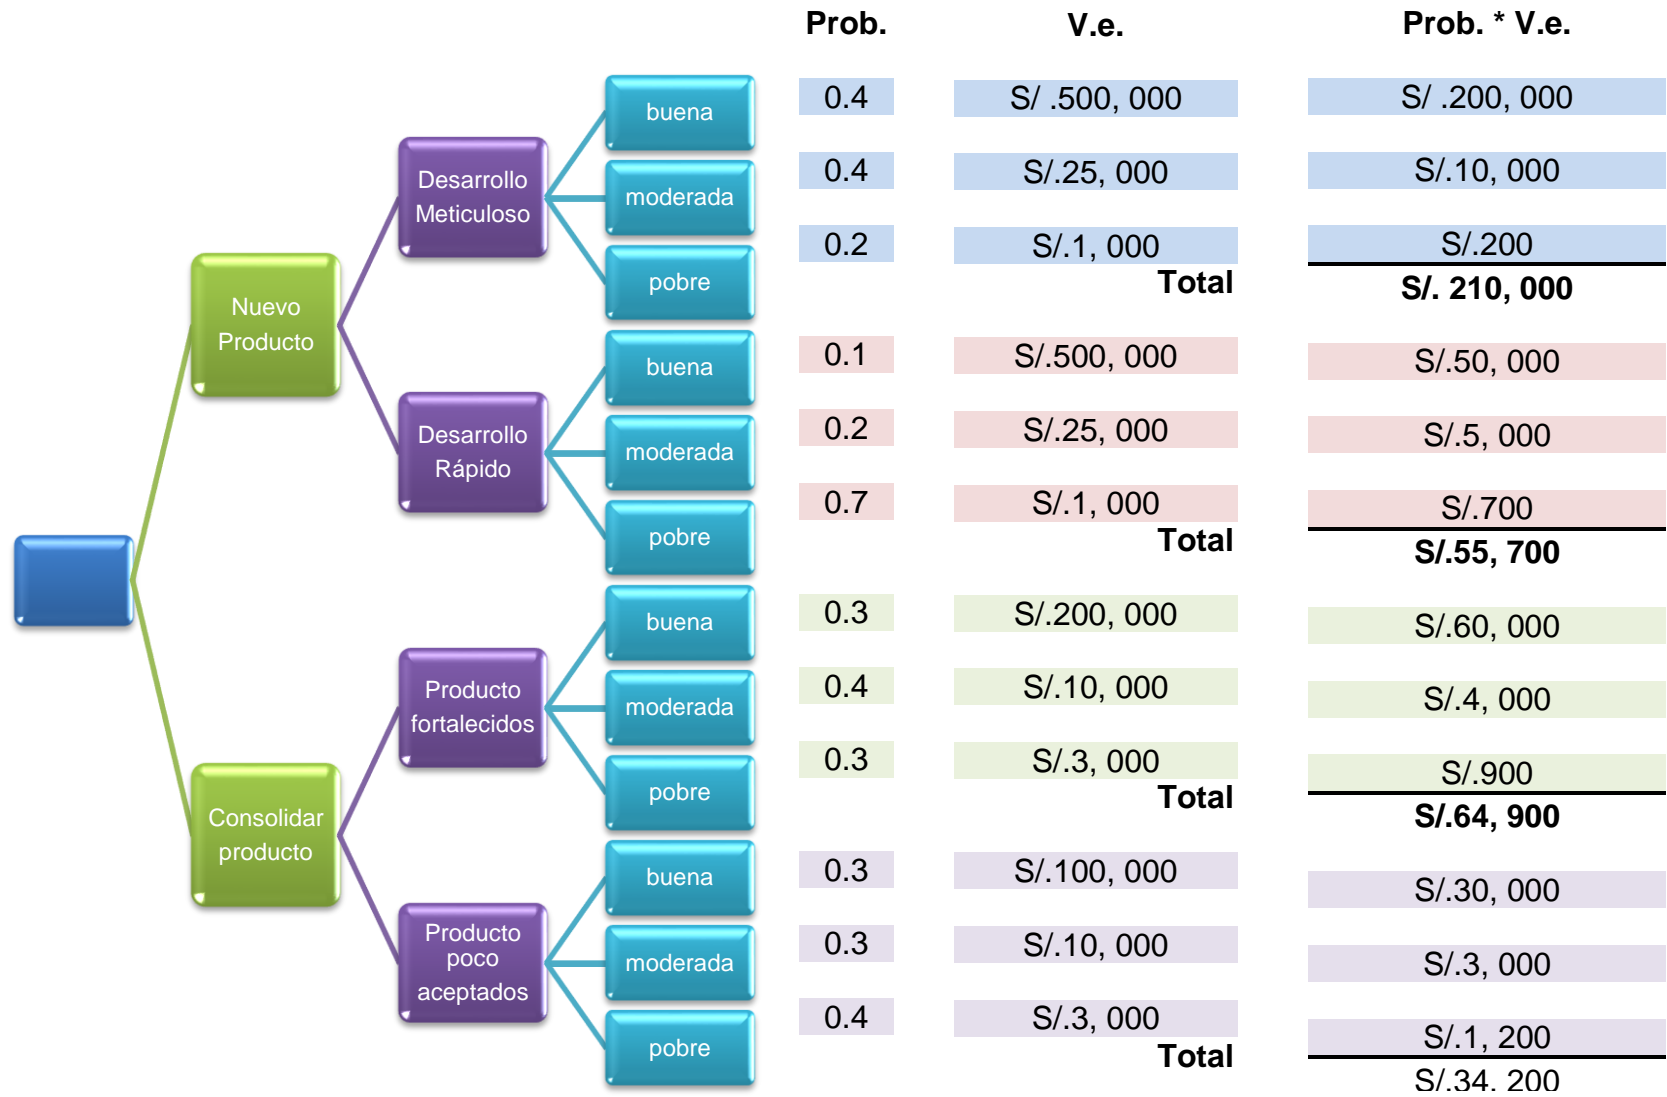 Prob. V.e. Prob. * V.e.
buena 0.4 S/ .500, 000 S/ .200, 000
Desarrollo
Meticuloso
moderada 0.4 S/.25, 000 S/.10, 000
pobre 0.2 S/.1, 000 S/.200
Total S/. 210, 000
Nuevo
Producto
buena 0.1 S/.500, 000 S/.50, 000
Desarrollo
Rápido
moderada 0.2 S/.25, 000 S/.5, 000
pobre 0.7 S/.1, 000 S/.700
Total S/.55, 700
buena 0.3 S/.200, 000 S/.60, 000
Producto
fortalecidos
moderada 0.4 S/.10, 000 S/.4, 000
pobre 0.3 S/.3, 000 S/.900
Total S/.64, 900
Consolidar
producto
buena 0.3 S/.100, 000 S/.30, 000
Producto
poco
aceptados
moderada 0.3 S/.10, 000 S/.3, 000
pobre 0.4 S/.3, 000 S/.1, 200
Total S/.34, 200